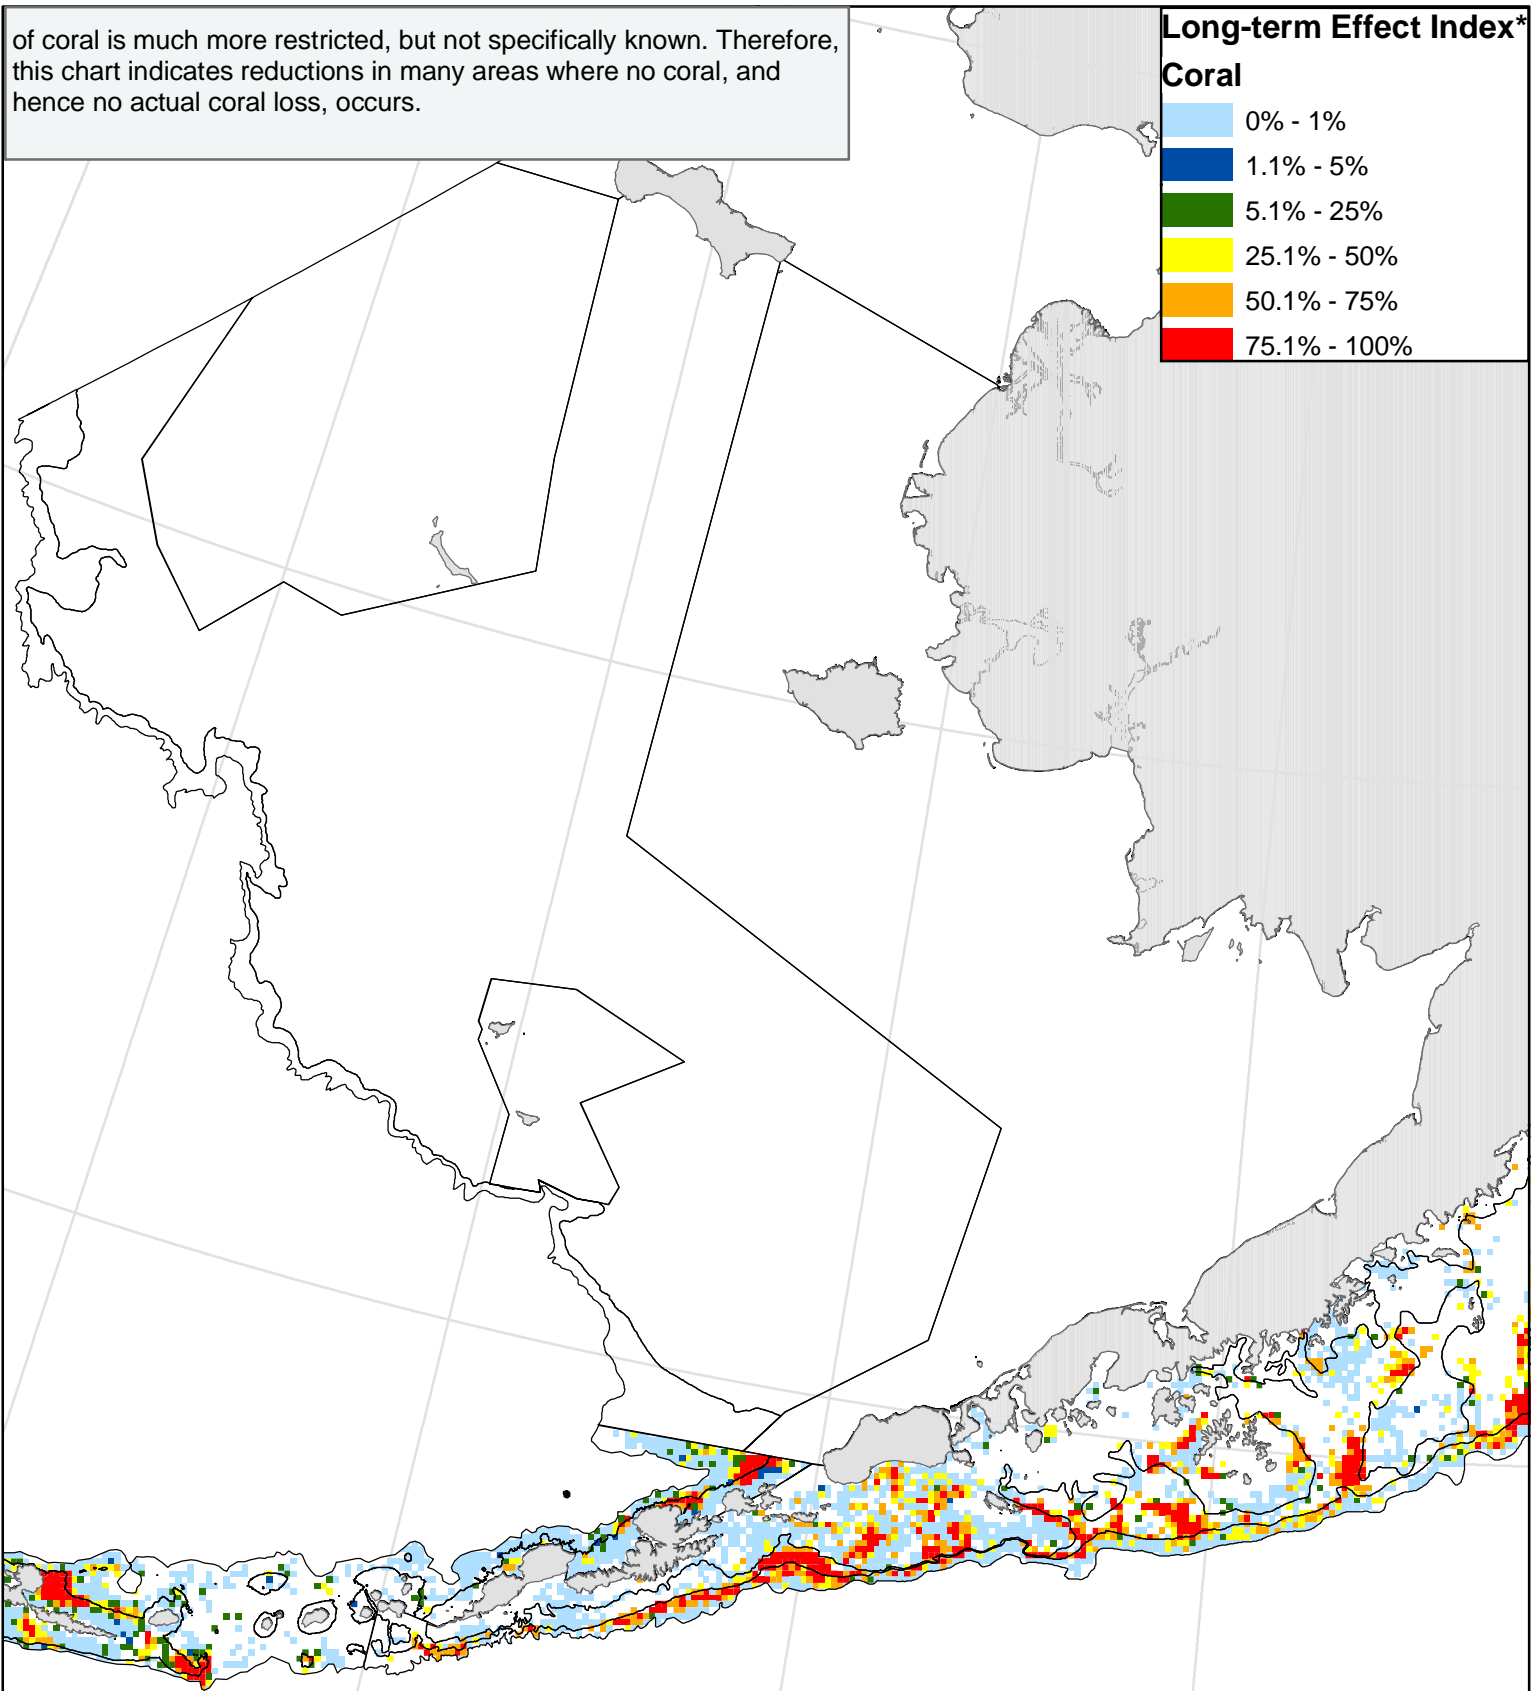 of coral is much more restricted, but not specifically known. Therefore,
this chart indicates reductions in many areas where no coral, and
hence no actual coral loss, occurs.
Long-term Effect Index*
Coral
0% - 1%
1.1% - 5%
5.1% - 25%
25.1% - 50%
50.1% - 75%
75.1% - 100%